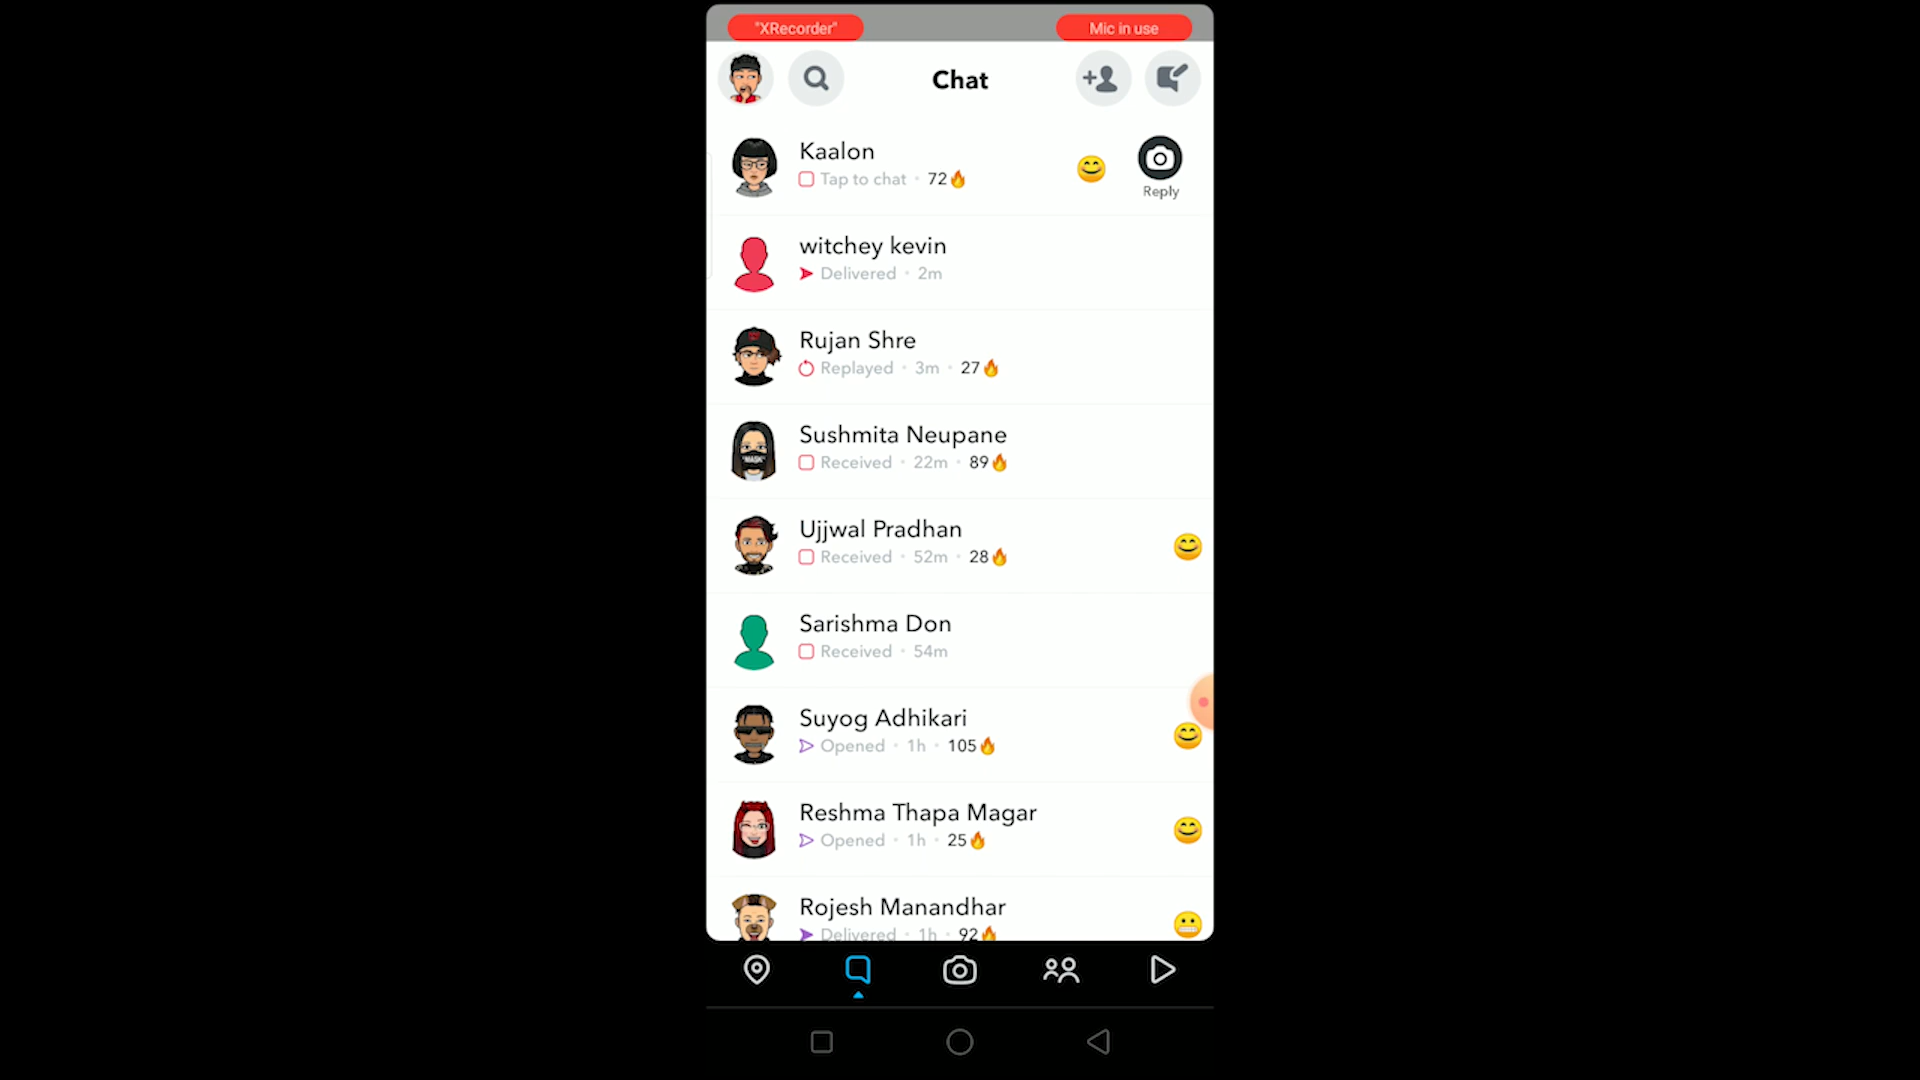 "XRecorder" Mic in use
Chat
Kaalon
Tap to chat · 72🔥
Reply
witchey kevin
Delivered · 2m
Rujan Shre
Replayed · 3m · 27🔥
Sushmita Neupane
Received · 22m · 89🔥
Ujjwal Pradhan
Received · 52m · 28🔥
Sarishma Don
Received · 54m
Suyog Adhikari
Opened · 1h · 105🔥
Reshma Thapa Magar
Opened · 1h · 25🔥
Rojesh Manandhar
Delivered · 1h · 92🔥